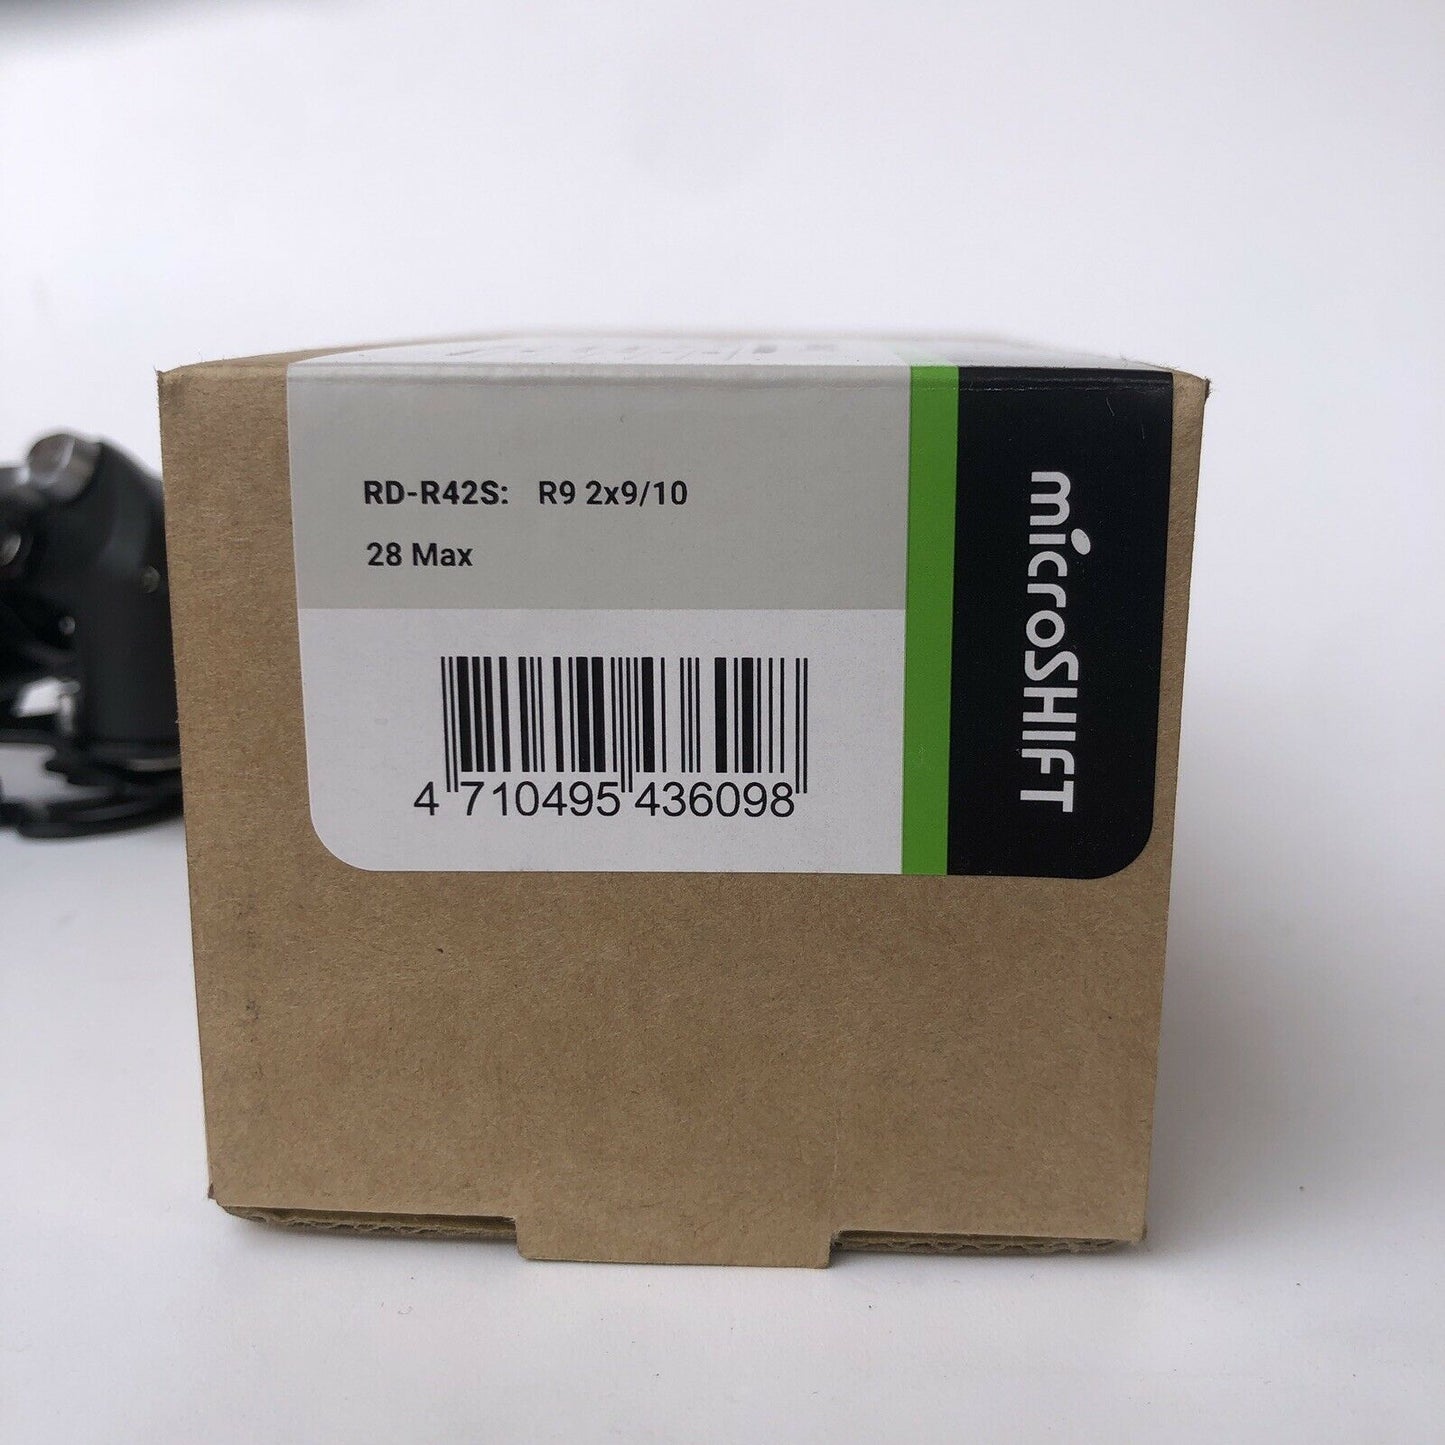 RD-R42S: R9 2x9/10
28 Max
4 710495 436098
microSHIFT